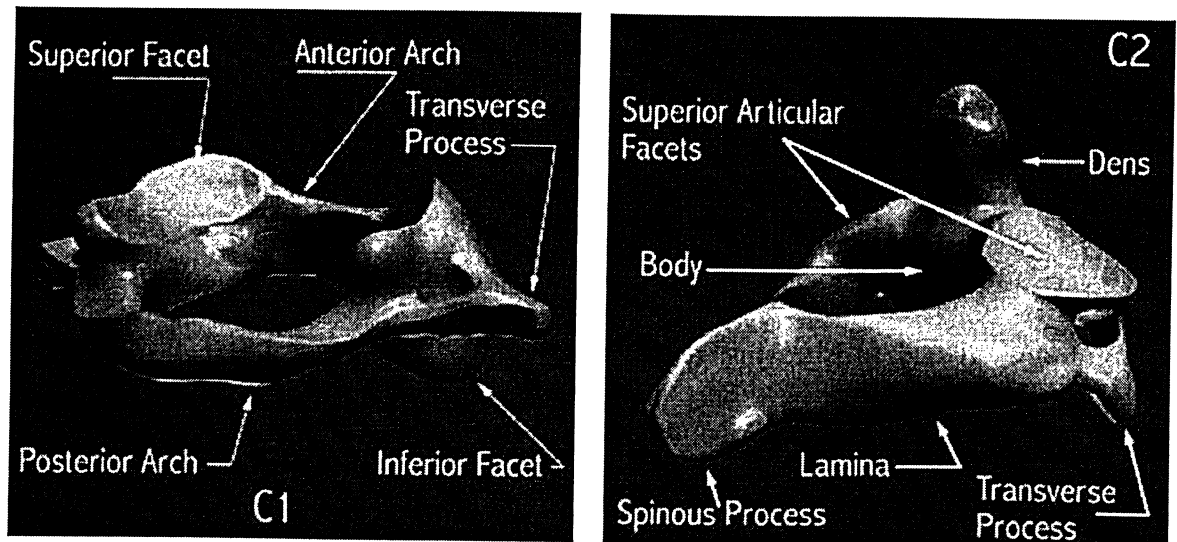 Superior Facet
Anterior Arch
Transverse
Process
Posterior Arch
Inferior Facet
C1
C2
Superior Articular
Facets
Dens
Body
Lamina
Spinous Process
Transverse
Process